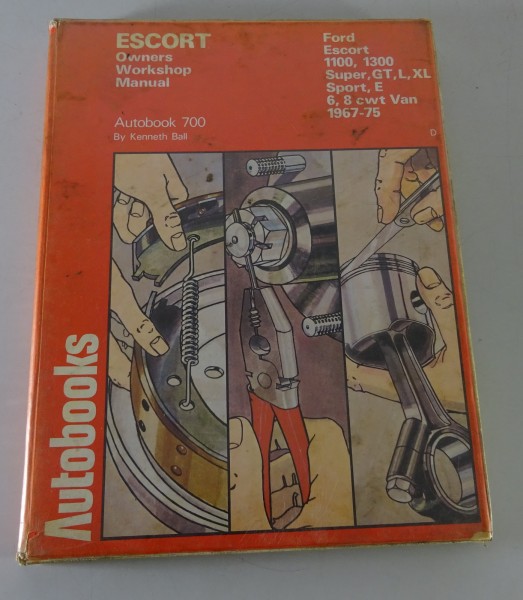 ESCORT
Owners
Workshop
Manual
Autobook 700
By Kenneth Ball
Ford
Escort
1100, 1300
Super, GT, L, XL
Sport, E
6, 8 cwt Van
1967-75
D
Autobooks